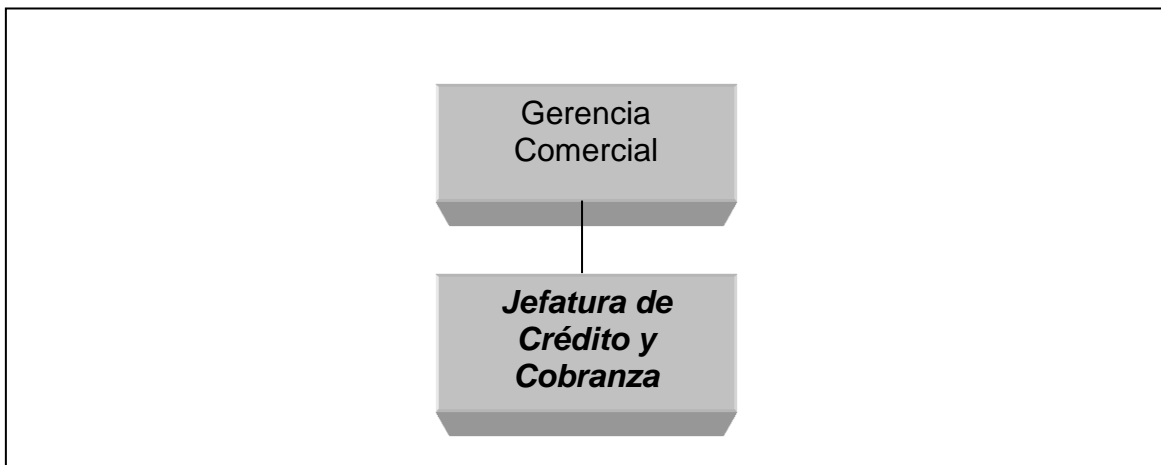 Gerencia
Comercial
Jefatura de
Crédito y
Cobranza